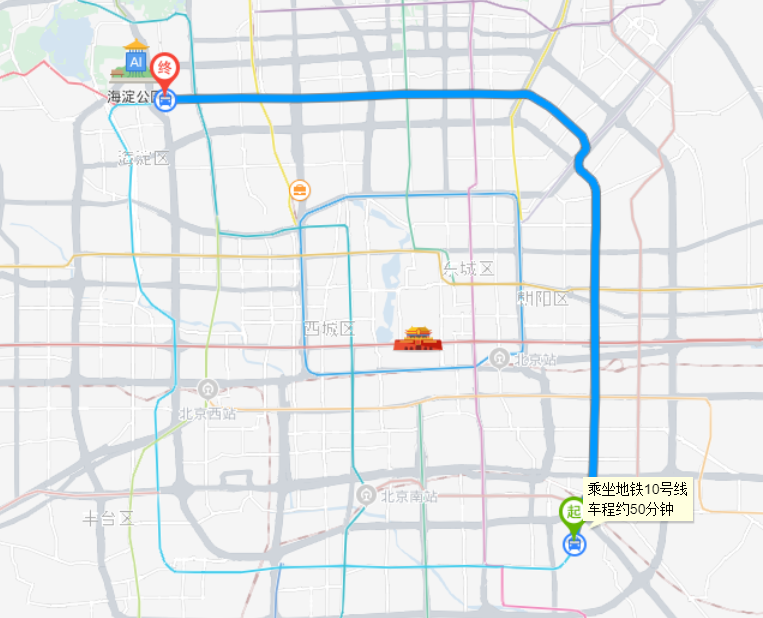 终
AI
海淀公园
海淀区
东城区
朝阳区
西城区
北京站
北京西站
乘坐地铁10号线
车程约50分钟
起
北京南站
丰台区